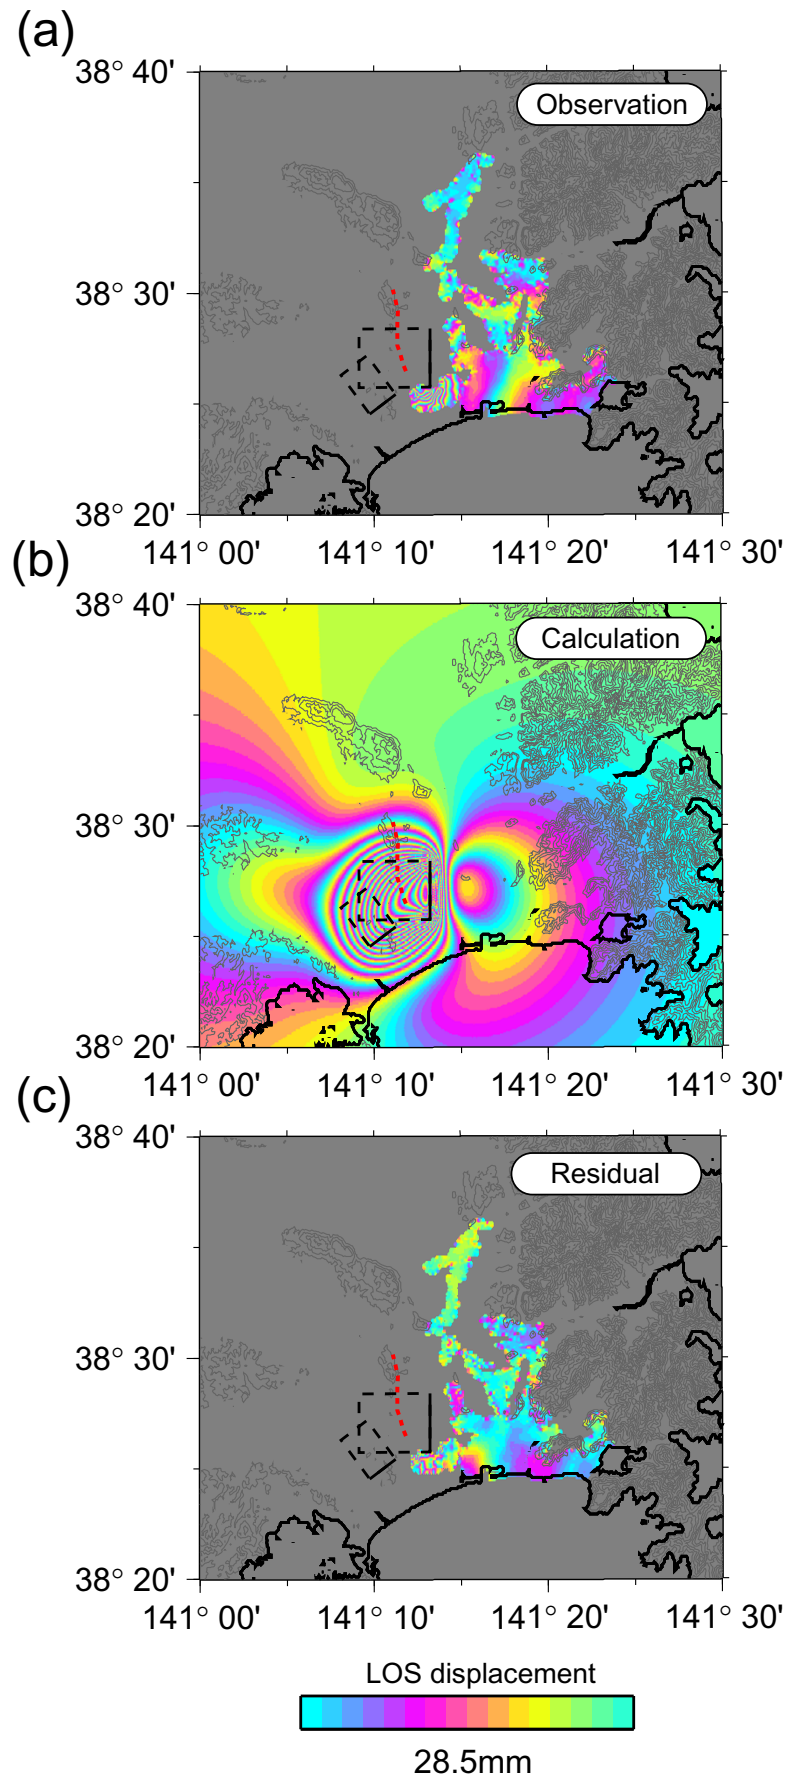 (a)
38° 40'
Observation
38° 30'
38° 20'
141° 00' 141° 10' 141° 20' 141° 30'
(b)
38° 40'
Calculation
38° 30'
38° 20'
141° 00' 141° 10' 141° 20' 141° 30'
(c)
38° 40'
Residual
38° 30'
38° 20'
141° 00' 141° 10' 141° 20' 141° 30'
LOS displacement
28.5mm